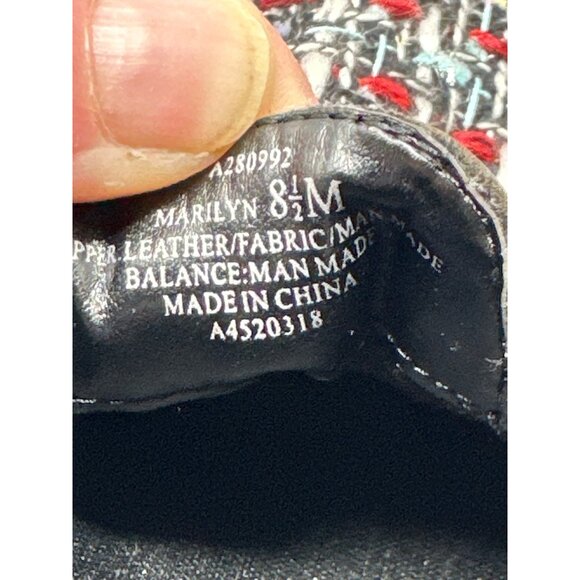 A280992
MARILYN 8½M
PPER:LEATHER/FABRIC/MAN MADE
BALANCE:MAN MADE
MADE IN CHINA
A4520318